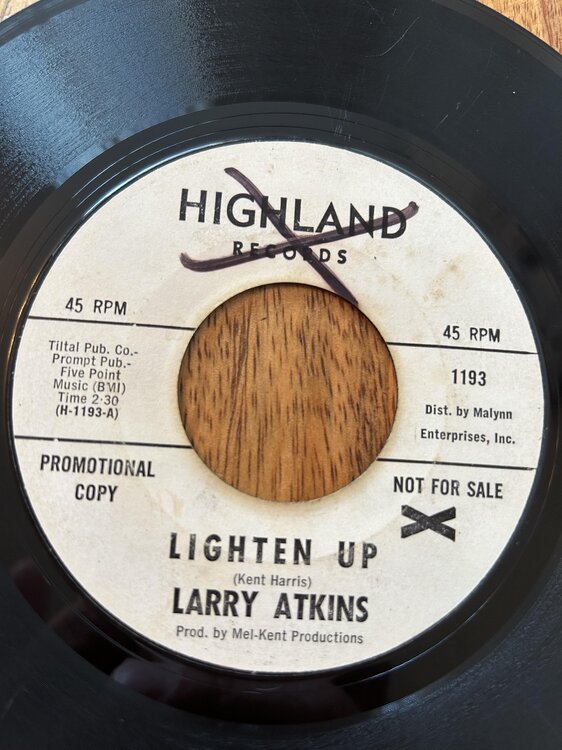 HIGHLAND
RECORDS
45 RPM
45 RPM
Tiltal Pub. Co.-
Prompt Pub.-
Five Point
Music (BMI)
Time 2:30
(H-1193-A)
1193
Dist. by Malynn
Enterprises, Inc.
PROMOTIONAL
COPY
NOT FOR SALE
X
LIGHTEN UP
(Kent Harris)
LARRY ATKINS
Prod. by Mel-Kent Productions